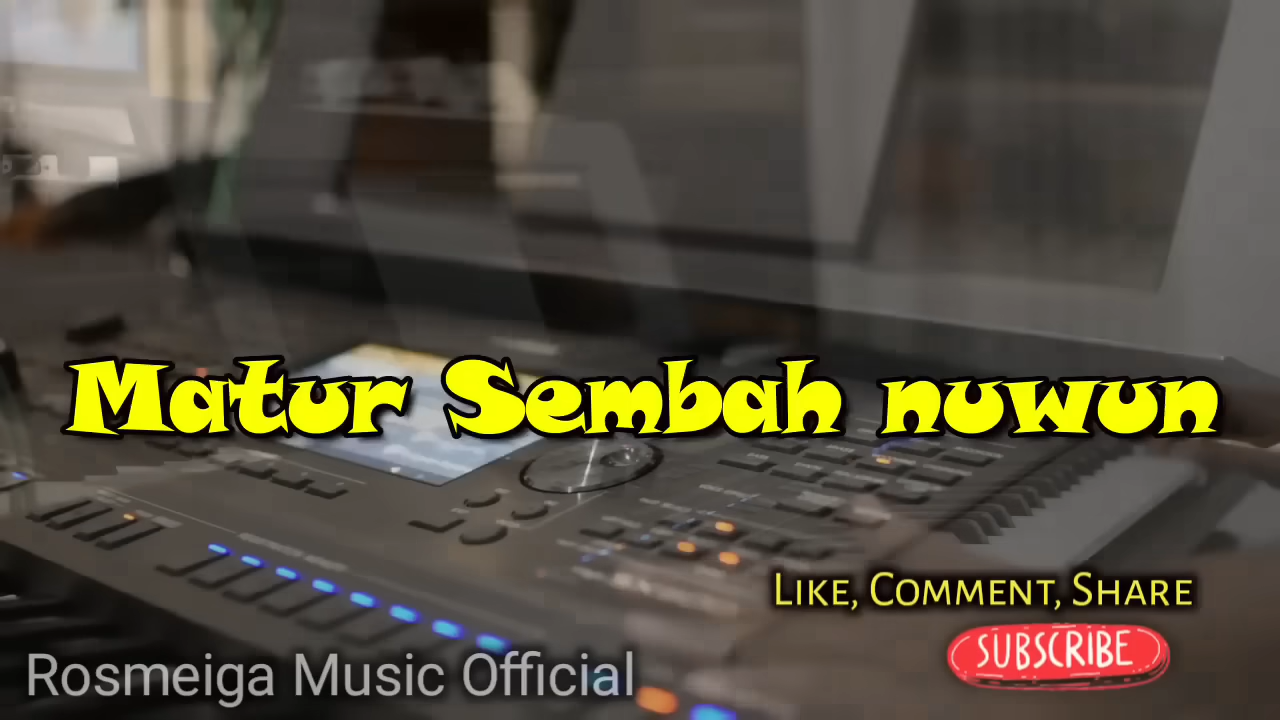 Matur Sembah nuwun
Like, Comment, Share
SUBSCRIBE
Rosmeiga Music Official